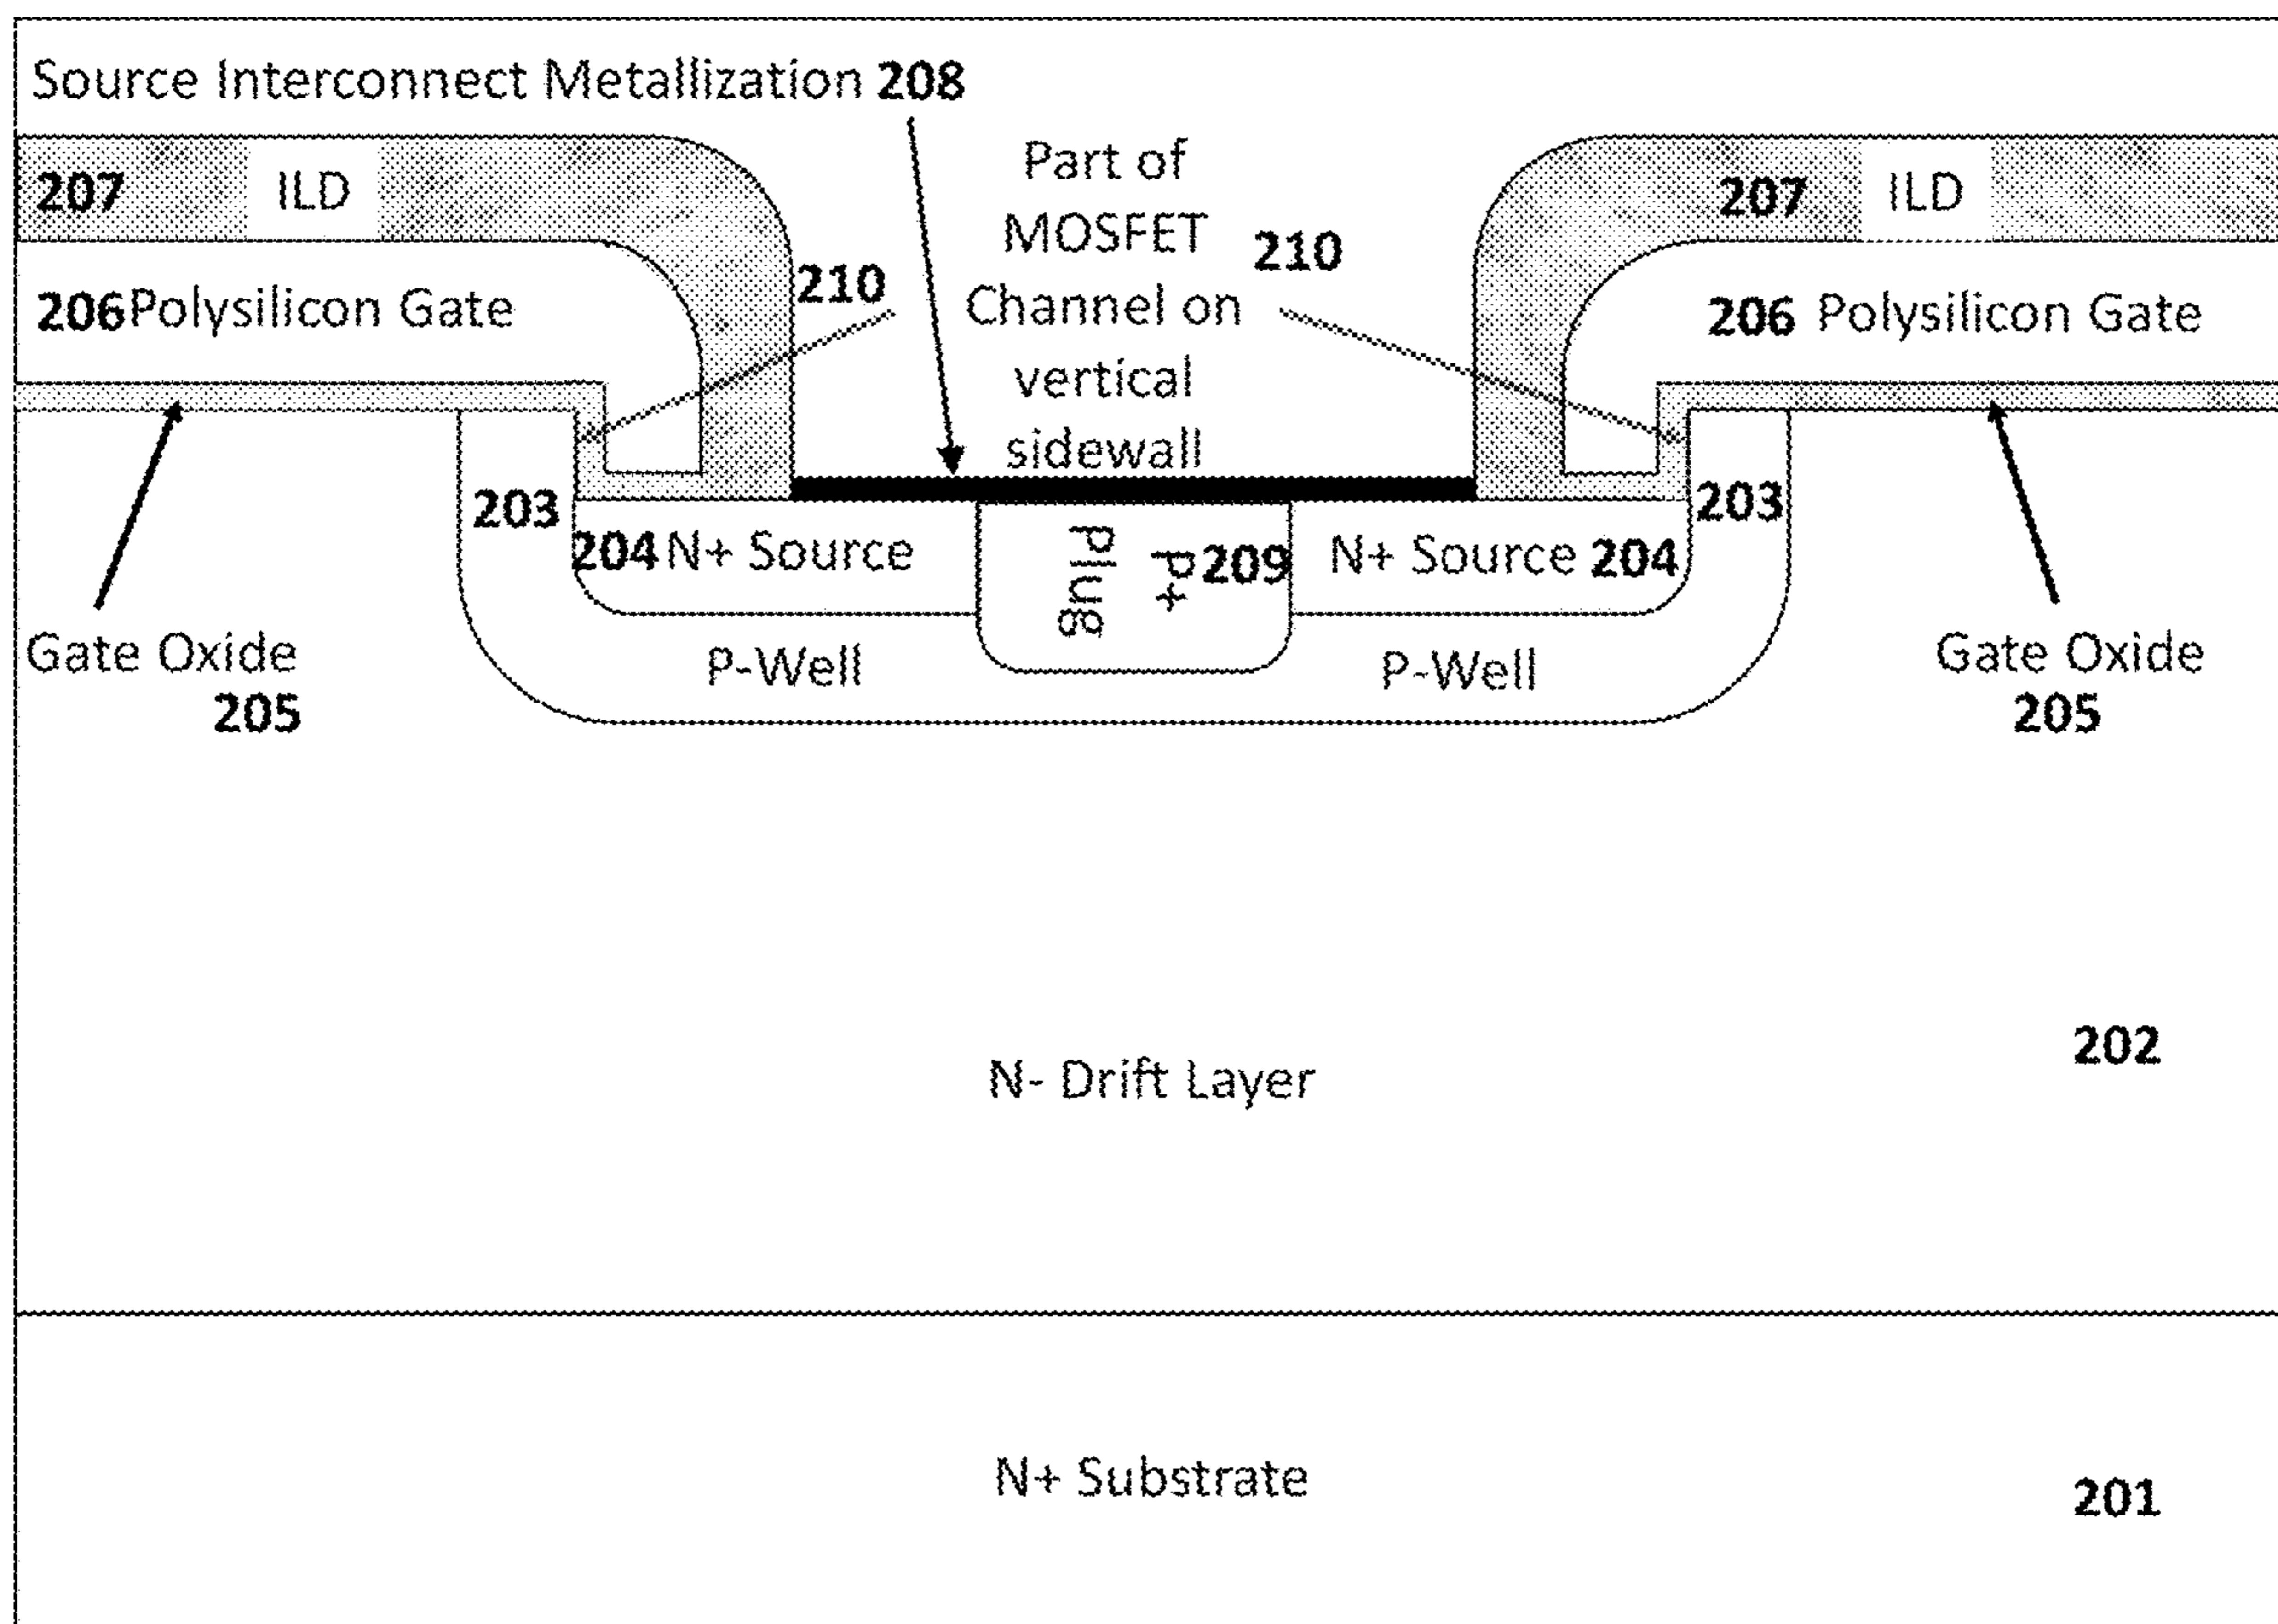 Source Interconnect Metallization 208
207 ILD
Part of
MOSFET
Channel on
vertical
sidewall
210
210
207 ILD
206Polysilicon Gate
206 Polysilicon Gate
203
204 N+ Source
P+
plug
209
N+ Source 204
203
Gate Oxide
205
P-Well
P-Well
Gate Oxide
205
N- Drift Layer
202
N+ Substrate
201